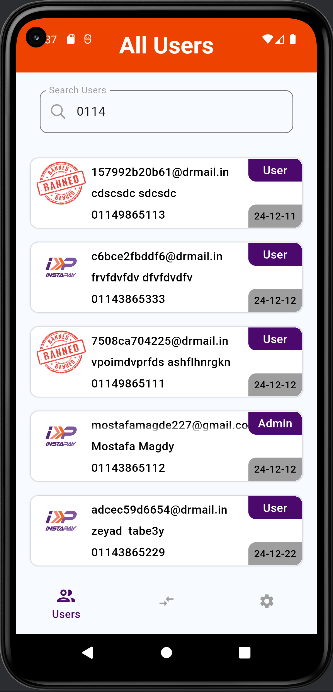 :37
All Users
Search Users
0114
BANNED
157992b20b61@drmail.in
User
cdscsdc sdcsdc
01149865113
24-12-11
INSTAPAY
c6bce2fbddf6@drmail.in
User
frvfdvfdv dfvfdvdfv
01143865333
24-12-12
BANNED
7508ca704225@drmail.in
User
vpoimdvprfds ashflhnrgkn
01149865111
24-12-12
INSTAPAY
mostafamagde227@gmail.co
Admin
Mostafa Magdy
01143865112
24-12-12
INSTAPAY
adcec59d6654@drmail.in
User
zeyad tabe3y
01143865229
24-12-22
Users